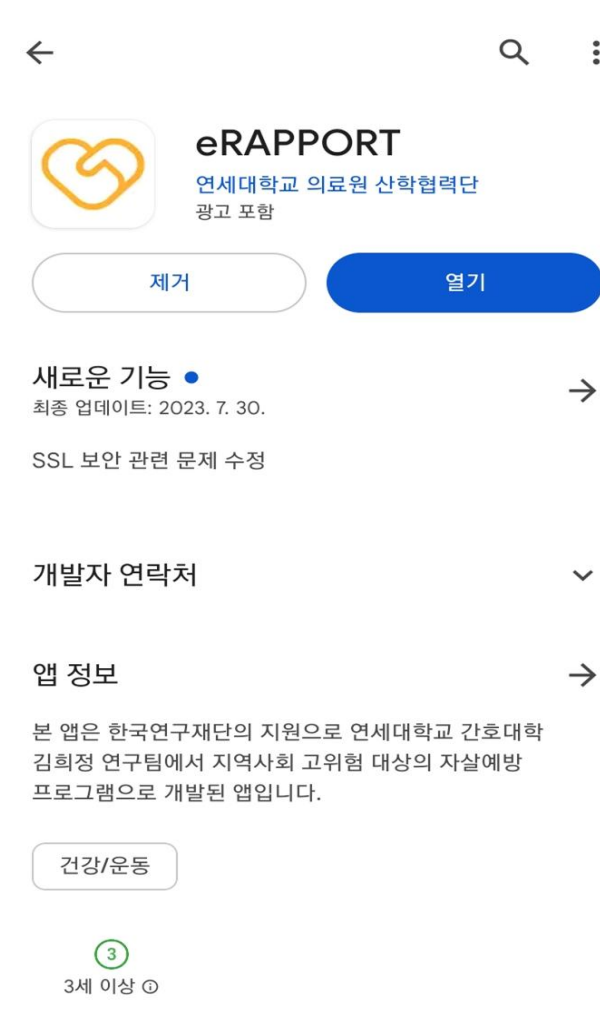 eRAPPORT
연세대학교 의료원 산학협력단
광고 포함
제거
열기
새로운 기능
최종 업데이트: 2023. 7. 30.
SSL 보안 관련 문제 수정
개발자 연락처
앱 정보
본 앱은 한국연구재단의 지원으로 연세대학교 간호대학
김희정 연구팀에서 지역사회 고위험 대상의 자살예방
프로그램으로 개발된 앱입니다.
건강/운동
3
3세 이상